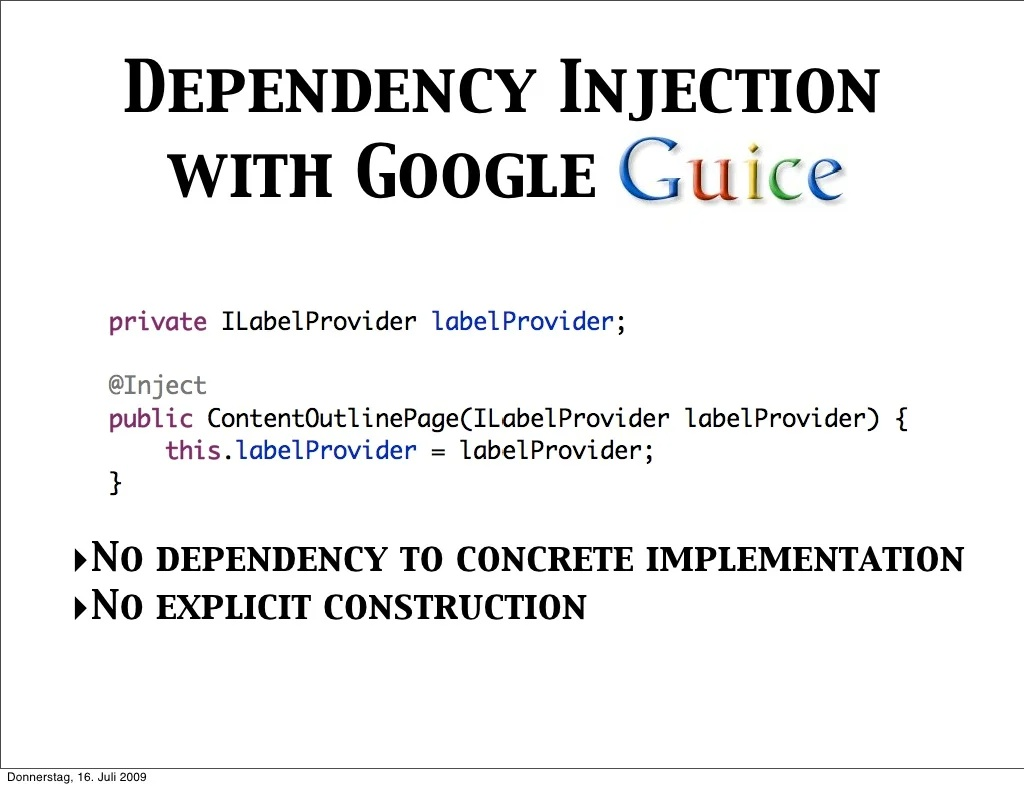 Dependency Injection
with Google Guice
private ILabelProvider labelProvider;
@Inject
public ContentOutlinePage(ILabelProvider labelProvider) {
    this.labelProvider = labelProvider;
}
▸No dependency to concrete implementation
▸No explicit construction
Donnerstag, 16. Juli 2009